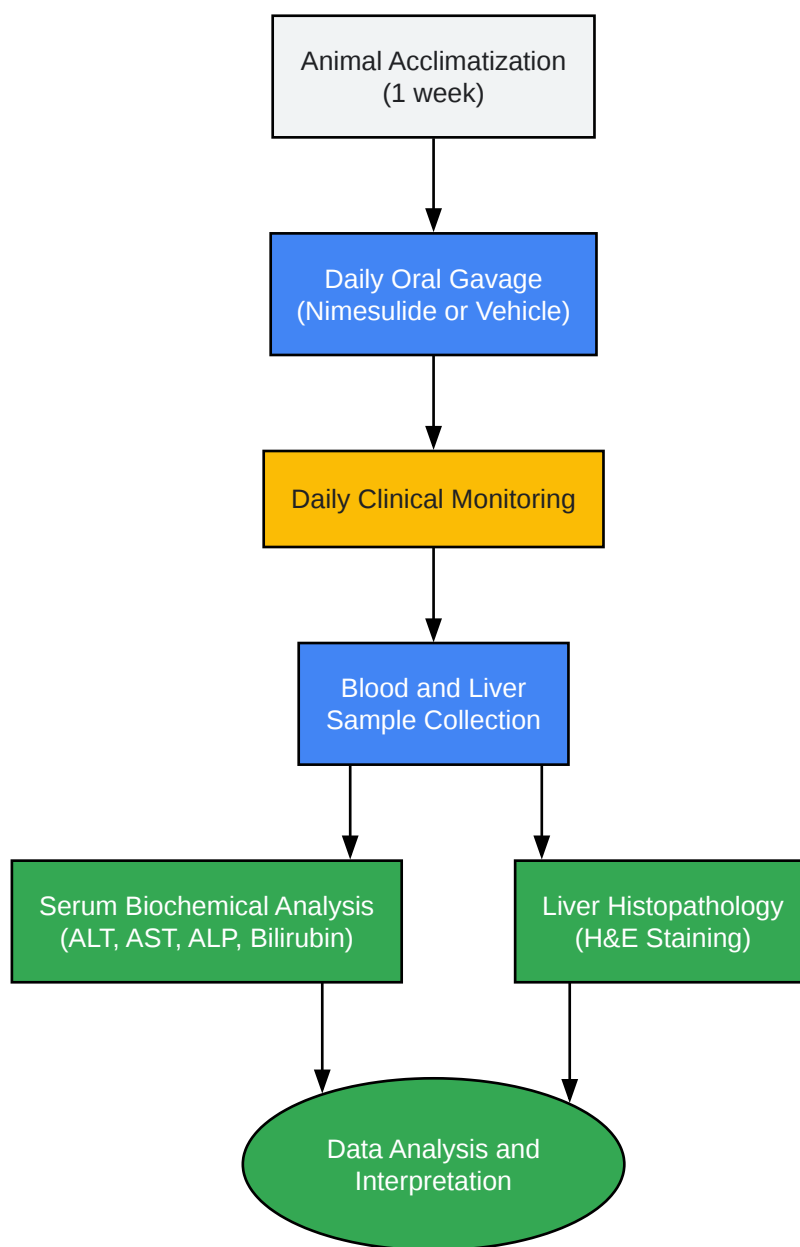 Animal Acclimatization
(1 week)
Daily Oral Gavage
(Nimesulide or Vehicle)
Daily Clinical Monitoring
Blood and Liver
Sample Collection
Serum Biochemical Analysis
(ALT, AST, ALP, Bilirubin)
Liver Histopathology
(H&E Staining)
Data Analysis and
Interpretation